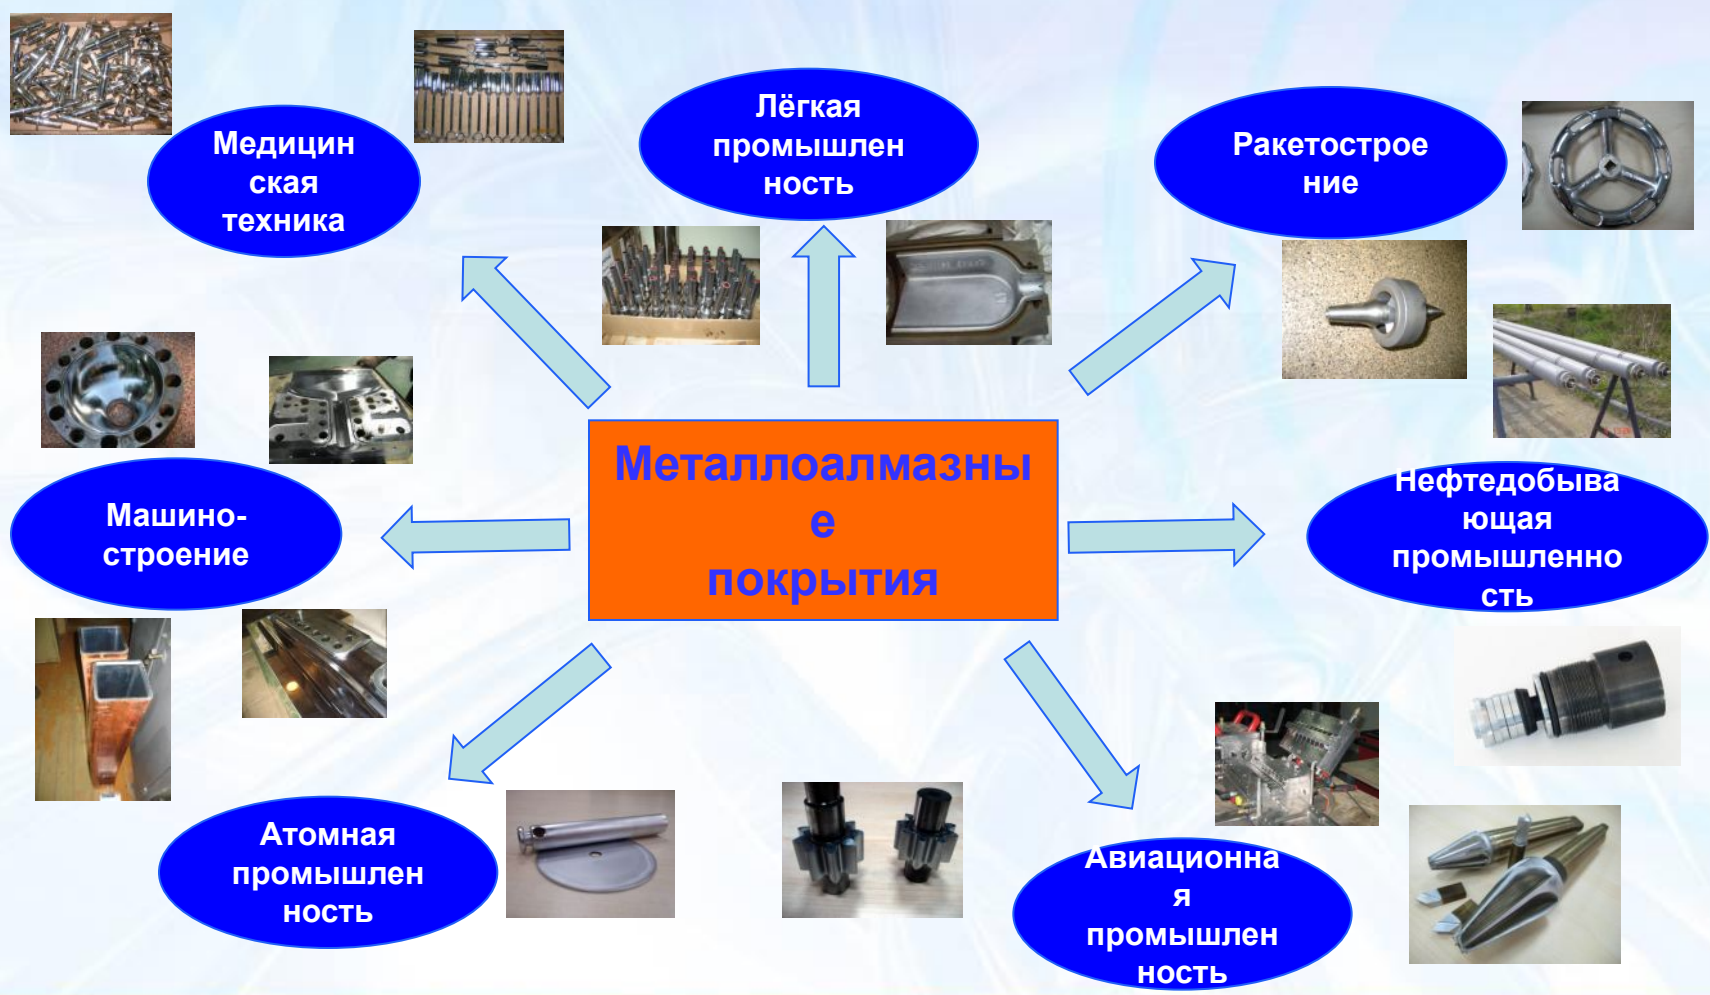 Медицин
ская
техника
Лёгкая
промышлен
ность
Ракетострое
ние
Машино-
строение
Металлоалмазны
е
покрытия
Нефтедобыва
ющая
промышленно
сть
Атомная
промышлен
ность
Авиационна
я
промышлен
ность